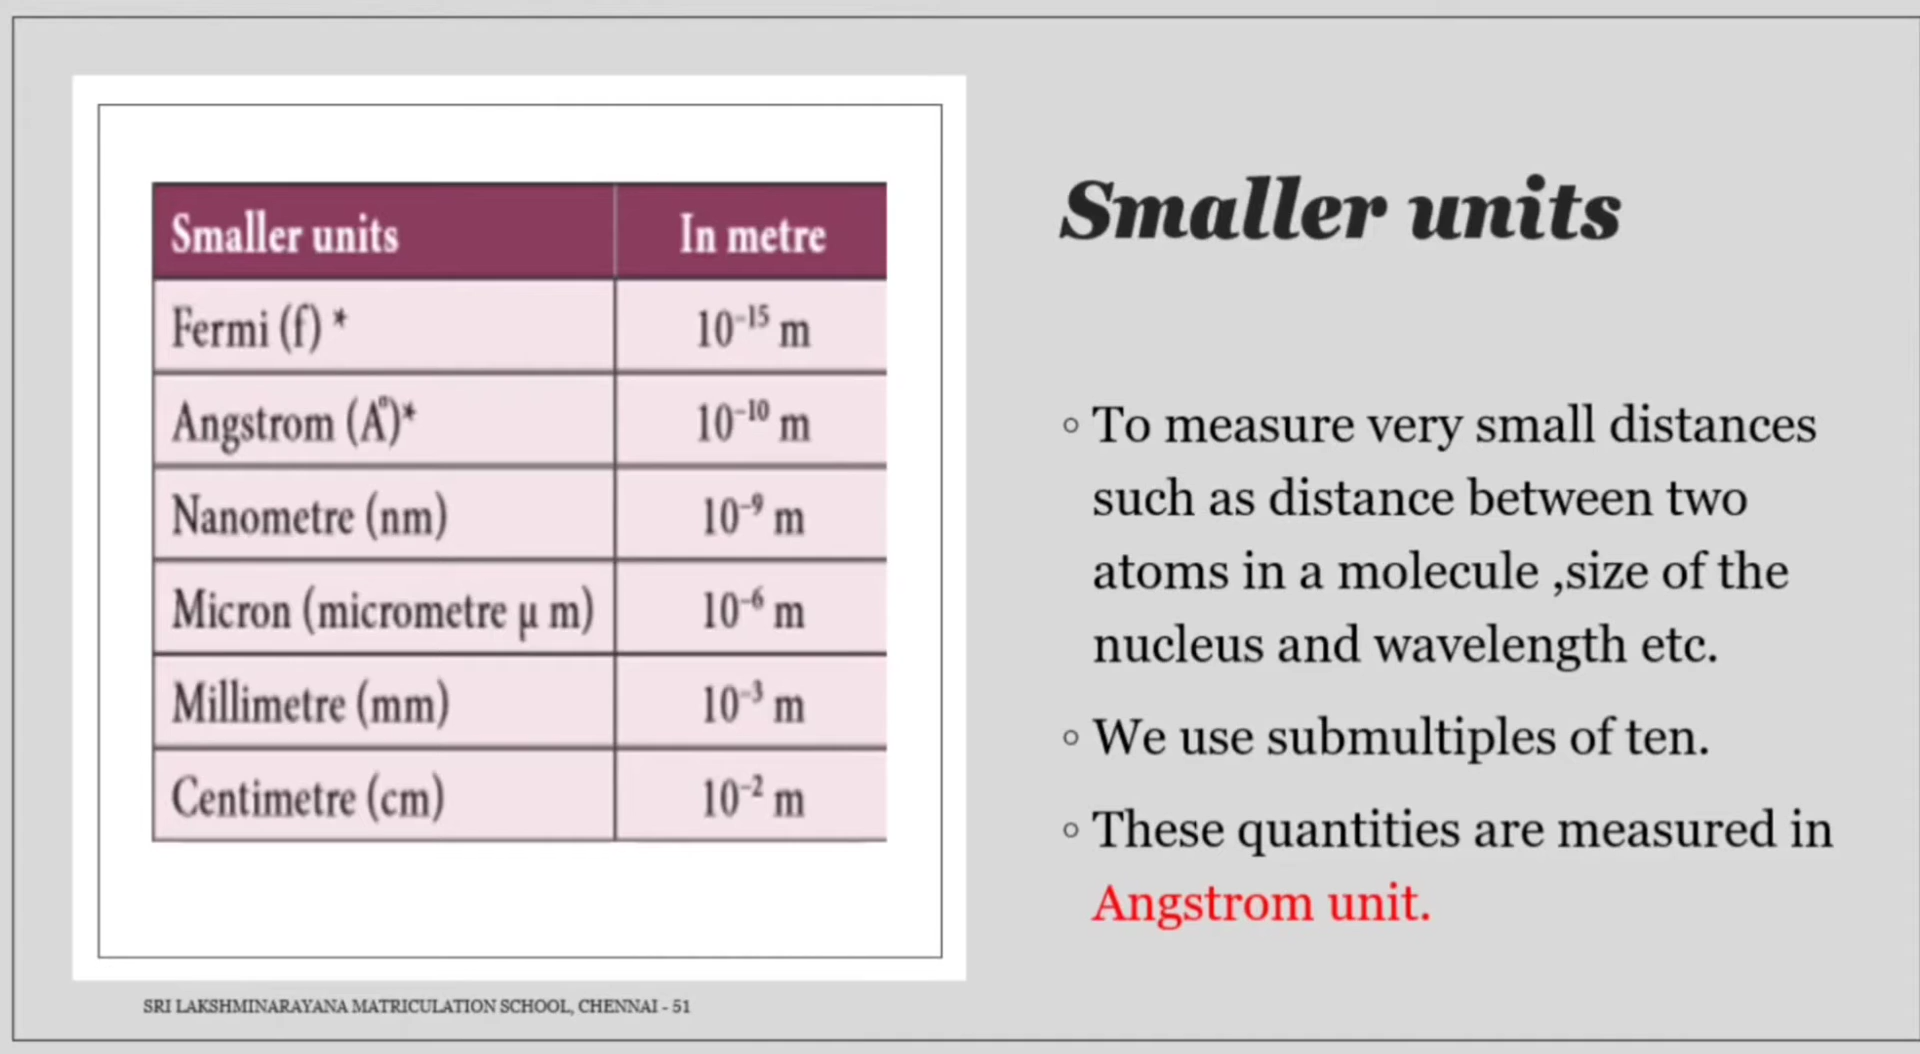 Smaller units In metre
Fermi (f) * 10⁻¹⁵ m
Angstrom (A°)* 10⁻¹⁰ m
Nanometre (nm) 10⁻⁹ m
Micron (micrometre μ m) 10⁻⁶ m
Millimetre (mm) 10⁻³ m
Centimetre (cm) 10⁻² m
SRI LAKSHMINARAYANA MATRICULATION SCHOOL, CHENNAI - 51
Smaller units
◦ To measure very small distances
such as distance between two
atoms in a molecule ,size of the
nucleus and wavelength etc.
◦ We use submultiples of ten.
◦ These quantities are measured in
Angstrom unit.